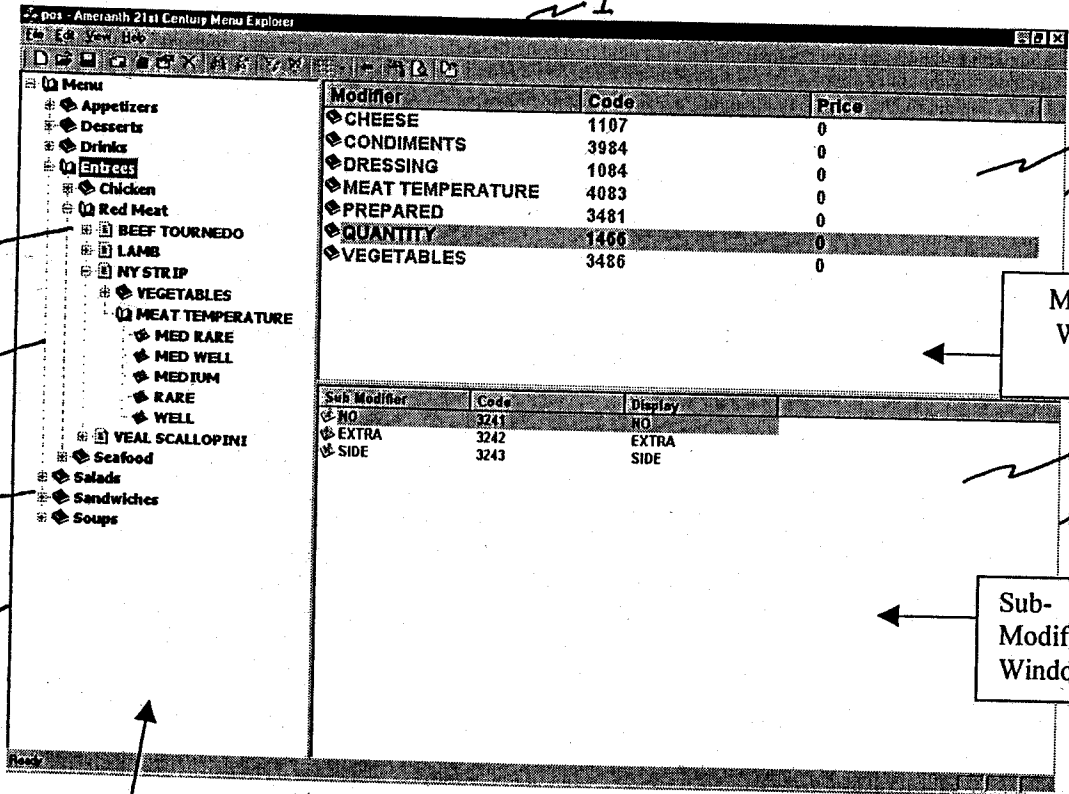 1
pos - Ameranth 21st Century Menu Explorer
File Edit View Help
Menu
Appetizers
Desserts
Drinks
Entrees
Chicken
Red Meat
BEEF TOURNEDO
LAMB
NY STRIP
VEGETABLES
MEAT TEMPERATURE
MED RARE
MED WELL
MEDIUM
RARE
WELL
VEAL SCALLOPINI
Seafood
Salads
Sandwiches
Soups
Modifier Code Price
CHEESE 1107 0
CONDIMENTS 3984 0
DRESSING 1084 0
MEAT TEMPERATURE 4083 0
PREPARED 3481 0
QUANTITY 1466 0
VEGETABLES 3486 0
M
W
Sub Modifier Code Display
NO 3241 NO
EXTRA 3242 EXTRA
SIDE 3243 SIDE
Sub-
Modif
Windo
Ready